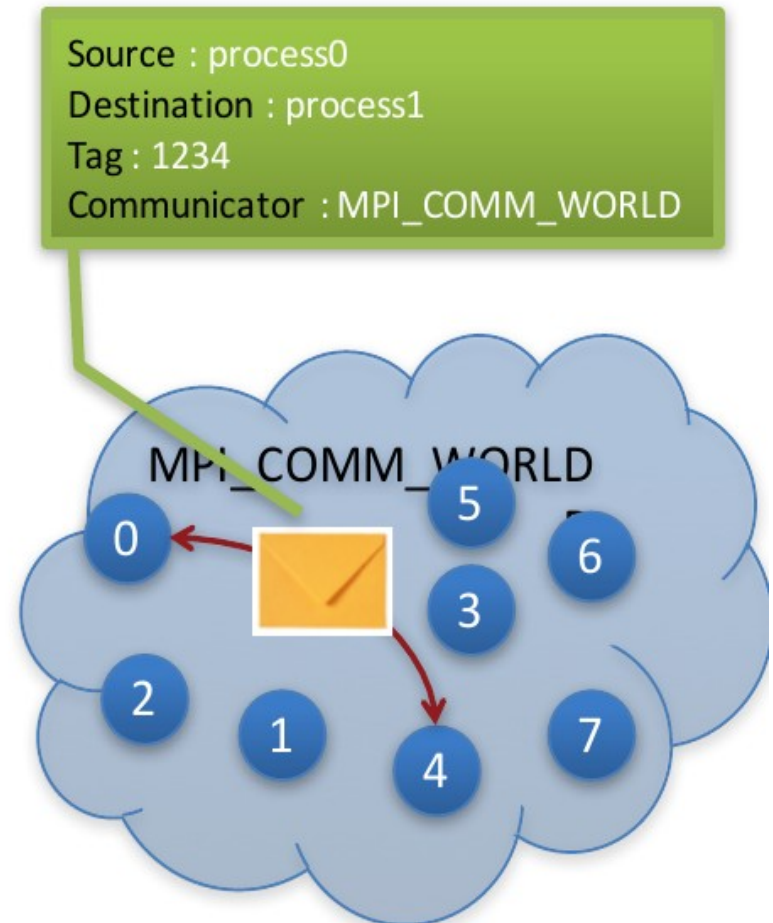 Source : process0
Destination : process1
Tag : 1234
Communicator : MPI_COMM_WORLD
MPI_COMM_WORLD
5
0
6
3
2
1
4
7